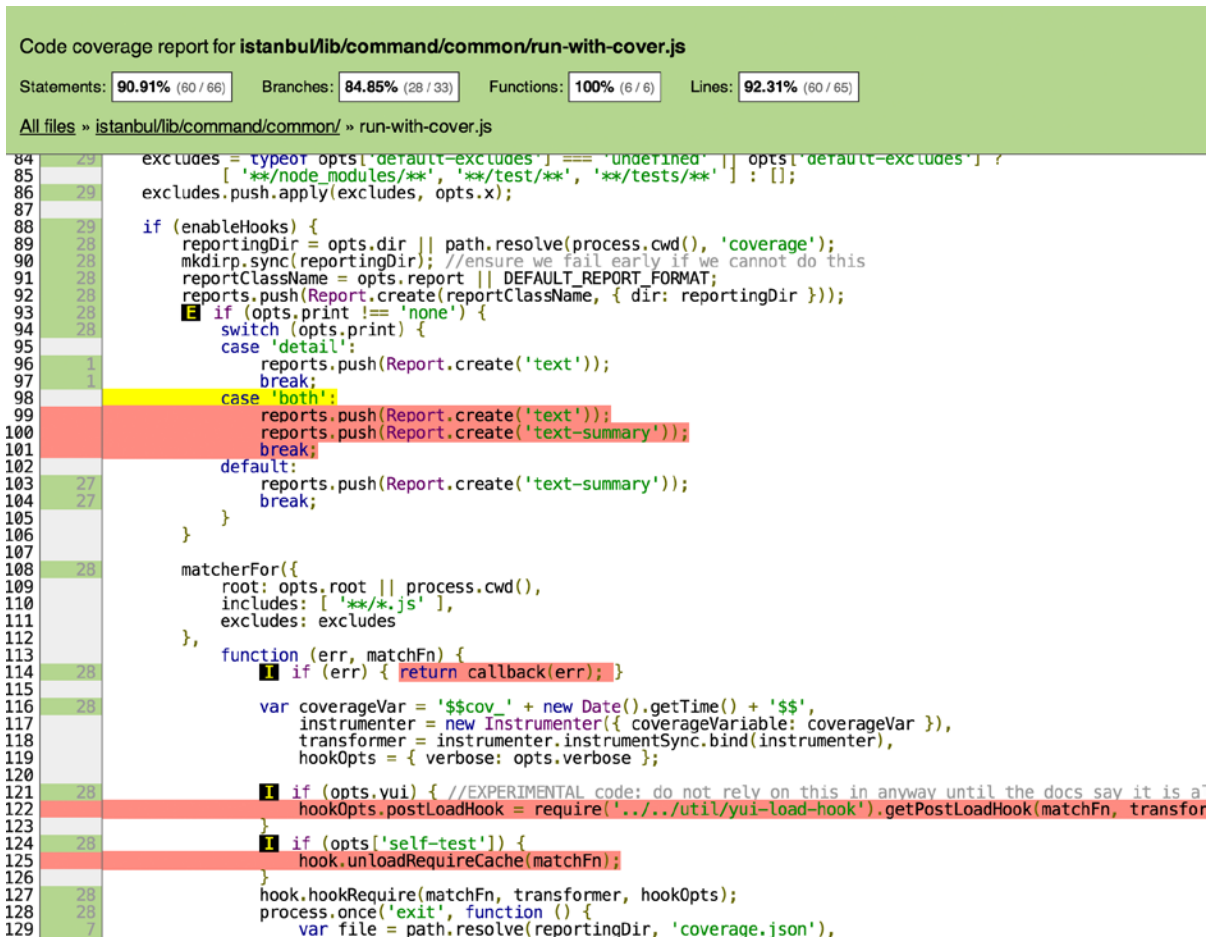 Code coverage report for istanbul/lib/command/common/run-with-cover.js
Statements: 90.91% (60 / 66) Branches: 84.85% (28 / 33) Functions: 100% (6 / 6) Lines: 92.31% (60 / 65)
All files » istanbul/lib/command/common/ » run-with-cover.js
84 29 excludes = typeof opts['default-excludes'] === 'undefined' || opts['default-excludes'] ?
85 [ '**/node_modules/**', '**/test/**', '**/tests/**' ] : [];
86 29 excludes.push.apply(excludes, opts.x);
87
88 29 if (enableHooks) {
89 28 reportingDir = opts.dir || path.resolve(process.cwd(), 'coverage');
90 28 mkdirp.sync(reportingDir); //ensure we fail early if we cannot do this
91 28 reportClassName = opts.report || DEFAULT_REPORT_FORMAT;
92 28 reports.push(Report.create(reportClassName, { dir: reportingDir }));
93 28 E if (opts.print !== 'none') {
94 28 switch (opts.print) {
95 case 'detail':
96 1 reports.push(Report.create('text'));
97 1 break;
98 case 'both':
99 reports.push(Report.create('text'));
100 reports.push(Report.create('text-summary'));
101 break;
102 default:
103 27 reports.push(Report.create('text-summary'));
104 27 break;
105 }
106 }
107
108 28 matcherFor({
109 root: opts.root || process.cwd(),
110 includes: [ '**/*.js' ],
111 excludes: excludes
112 },
113 function (err, matchFn) {
114 28 I if (err) { return callback(err); }
115
116 28 var coverageVar = '$$cov_' + new Date().getTime() + '$$',
117 instrumenter = new Instrumenter({ coverageVariable: coverageVar }),
118 transformer = instrumenter.instrumentSync.bind(instrumenter),
119 hookOpts = { verbose: opts.verbose };
120
121 28 I if (opts.yui) { //EXPERIMENTAL code: do not rely on this in anyway until the docs say it is al
122 hookOpts.postLoadHook = require('../../util/yui-load-hook').getPostLoadHook(matchFn, transfor
123 }
124 28 I if (opts['self-test']) {
125 hook.unloadRequireCache(matchFn);
126 }
127 28 hook.hookRequire(matchFn, transformer, hookOpts);
128 28 process.once('exit', function () {
129 7 var file = path.resolve(reportingDir, 'coverage.json'),